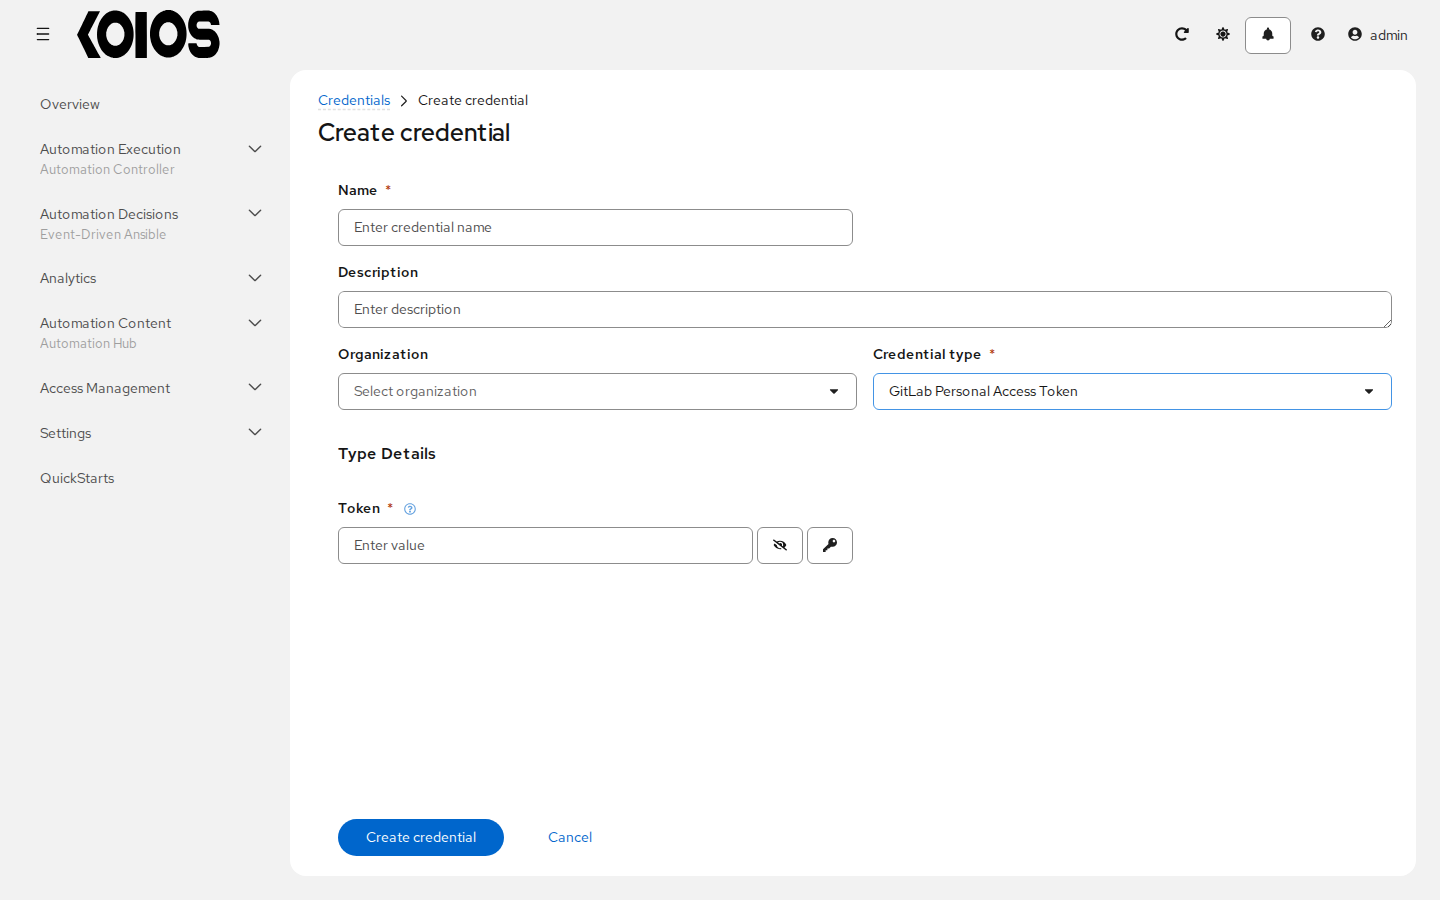 KOIOS
admin
Overview
Automation Execution
Automation Controller
Automation Decisions
Event-Driven Ansible
Analytics
Automation Content
Automation Hub
Access Management
Settings
QuickStarts
Credentials > Create credential
Create credential
Name *
Enter credential name
Description
Enter description
Organization
Credential type *
Select organization
GitLab Personal Access Token
Type Details
Token *
Enter value
Create credential
Cancel